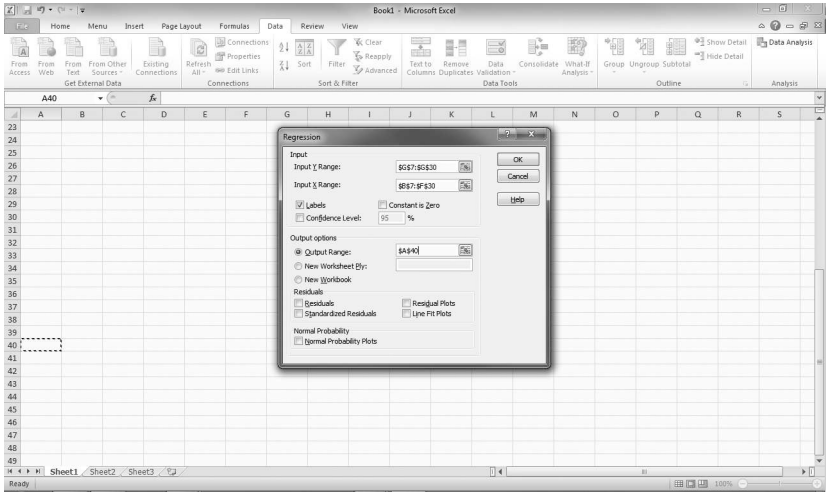 Book1 - Microsoft Excel
Home Menu Insert Page Layout Formulas Data Review View
From Access From Web From Text From Other Sources Existing Connections
Get External Data
Refresh All Connections Properties Edit Links
Connections
Sort Filter Clear Reapply Advanced
Sort & Filter
Text to Columns Remove Duplicates Data Validation Consolidate What-If Analysis
Data Tools
Group Ungroup Subtotal Show Detail Hide Detail
Outline
Data Analysis
Analysis
A40 fx
A B C D E F G H I J K L M N O P Q R S
23
24
25
26
27
28
29
30
31
32
33
34
35
36
37
38
39
40
41
42
43
44
45
46
47
48
49
Regression
Input
Input Y Range: $G$7:$G$30
Input X Range: $B$7:$F$30
Labels Constant is Zero
Confidence Level: 95 %
OK
Cancel
Help
Output options
Output Range: $A$40
New Worksheet Ply:
New Workbook
Residuals
Residuals Residual Plots
Standardized Residuals Line Fit Plots
Normal Probability
Normal Probability Plots
Sheet1 Sheet2 Sheet3
Ready 100%